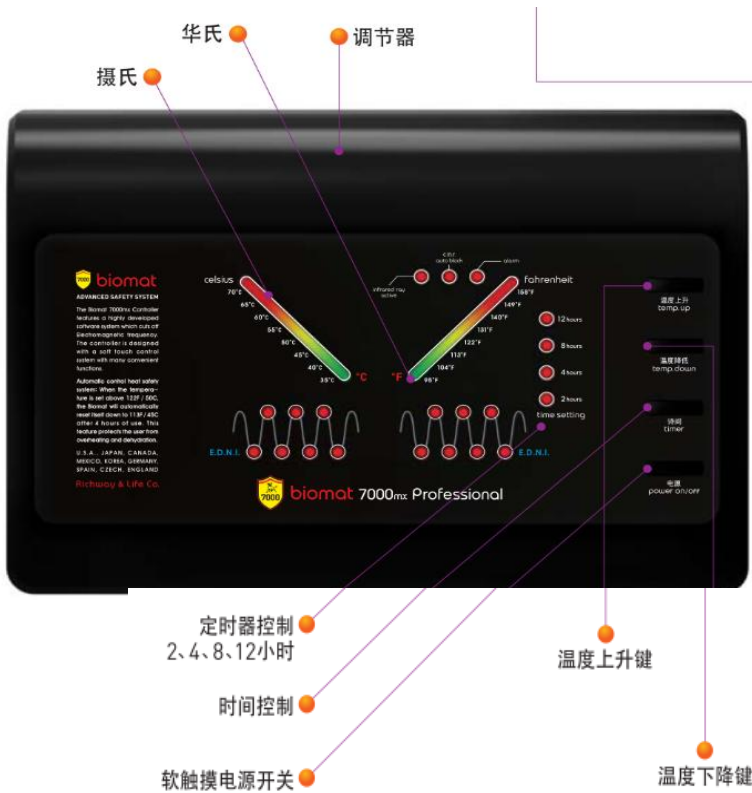 华氏
调节器
摄氏
7000 biomat
ADVANCED SAFETY SYSTEM
The Biomat 7000mx Controller
features a highly developed
software system which cuts off
Electromagnetic frequency.
The controller is designed
with a soft touch control
system with many convenient
functions.
Automatic control heat safety
system: When the tempera-
ture is set above 122F / 50C,
the Biomat will automatically
reset itself down to 113F / 45C
after 4 hours of use. This
feature protects the user from
overheating and dehydration.
U.S.A., JAPAN, CANADA,
MEXICO, KOREA, GERMANY,
SPAIN, CZECH, ENGLAND
Richway & Life Co.
celsius
70°C
65°C
60°C
55°C
50°C
45°C
40°C
35°C
°C
infrared ray
active
auto block
alarm
fahrenheit
158°F
149°F
140°F
131°F
122°F
113°F
104°F
95°F
°F
12 hours
8 hours
4 hours
2 hours
time setting
温度上升
temp.up
温度降低
temp.down
时间
timer
电源
power on/off
E.D.N.I.
E.D.N.I.
7000 biomat 7000mx Professional
定时器控制
2、4、8、12小时
时间控制
软触摸电源开关
温度上升键
温度下降键